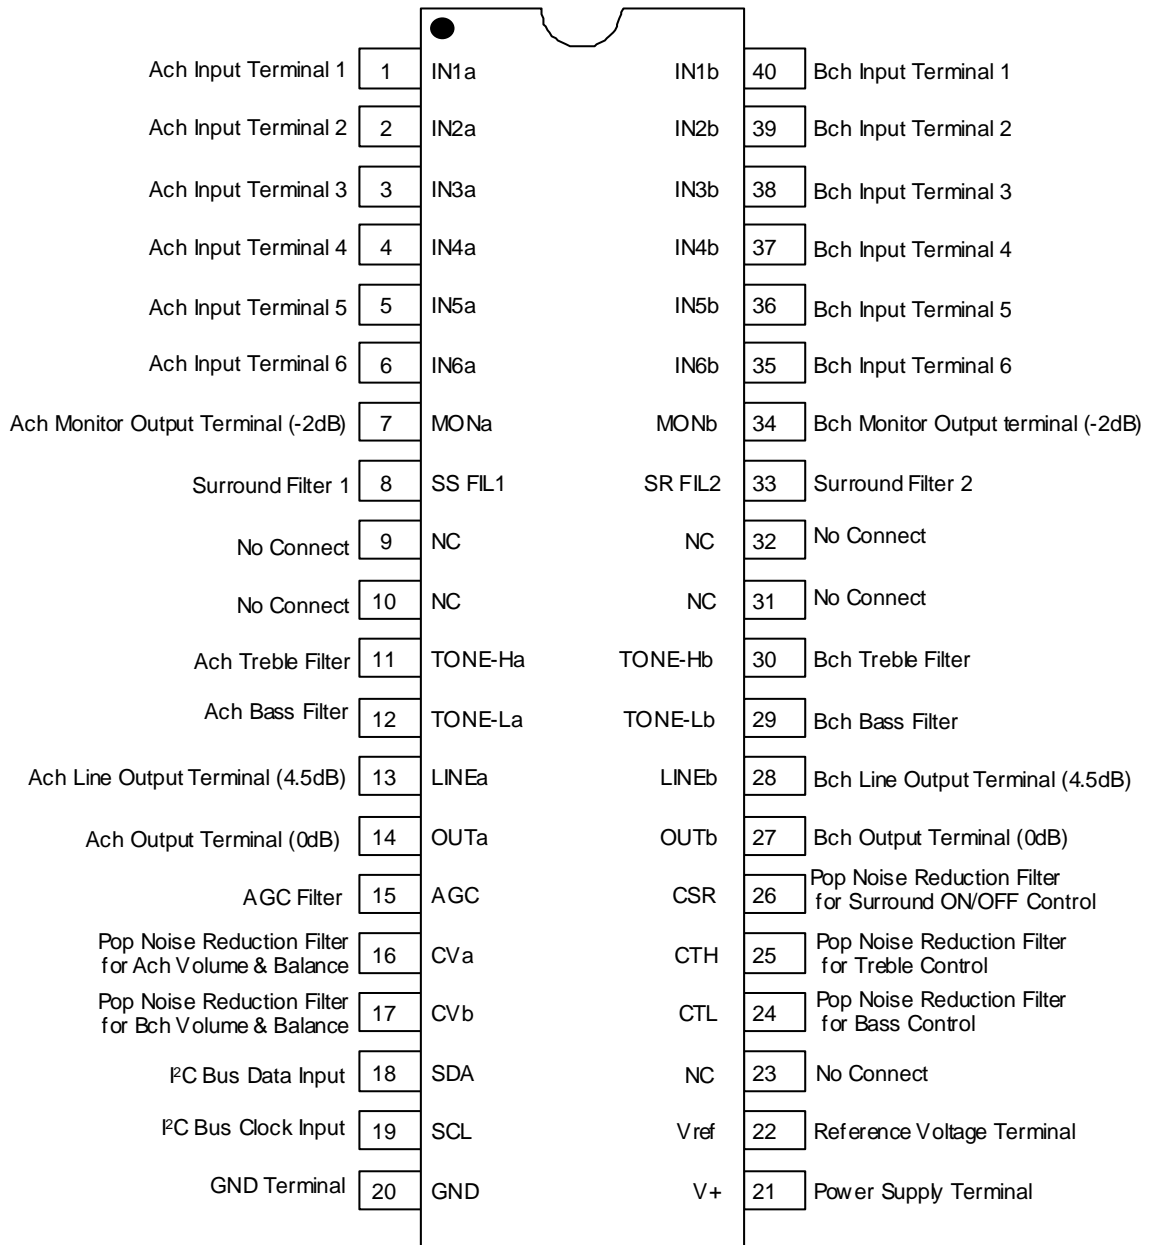 Ach Input Terminal 1 1 IN1a IN1b 40 Bch Input Terminal 1
Ach Input Terminal 2 2 IN2a IN2b 39 Bch Input Terminal 2
Ach Input Terminal 3 3 IN3a IN3b 38 Bch Input Terminal 3
Ach Input Terminal 4 4 IN4a IN4b 37 Bch Input Terminal 4
Ach Input Terminal 5 5 IN5a IN5b 36 Bch Input Terminal 5
Ach Input Terminal 6 6 IN6a IN6b 35 Bch Input Terminal 6
Ach Monitor Output Terminal (-2dB) 7 MONa MONb 34 Bch Monitor Output terminal (-2dB)
Surround Filter 1 8 SS FIL1 SR FIL2 33 Surround Filter 2
No Connect 9 NC NC 32 No Connect
No Connect 10 NC NC 31 No Connect
Ach Treble Filter 11 TONE-Ha TONE-Hb 30 Bch Treble Filter
Ach Bass Filter 12 TONE-La TONE-Lb 29 Bch Bass Filter
Ach Line Output Terminal (4.5dB) 13 LINEa LINEb 28 Bch Line Output Terminal (4.5dB)
Ach Output Terminal (0dB) 14 OUTa OUTb 27 Bch Output Terminal (0dB)
AGC Filter 15 AGC CSR 26 Pop Noise Reduction Filter
for Surround ON/OFF Control
Pop Noise Reduction Filter
for Ach Volume & Balance 16 CVa CTH 25 Pop Noise Reduction Filter
for Treble Control
Pop Noise Reduction Filter
for Bch Volume & Balance 17 CVb CTL 24 Pop Noise Reduction Filter
for Bass Control
I²C Bus Data Input 18 SDA NC 23 No Connect
I²C Bus Clock Input 19 SCL Vref 22 Reference Voltage Terminal
GND Terminal 20 GND V+ 21 Power Supply Terminal